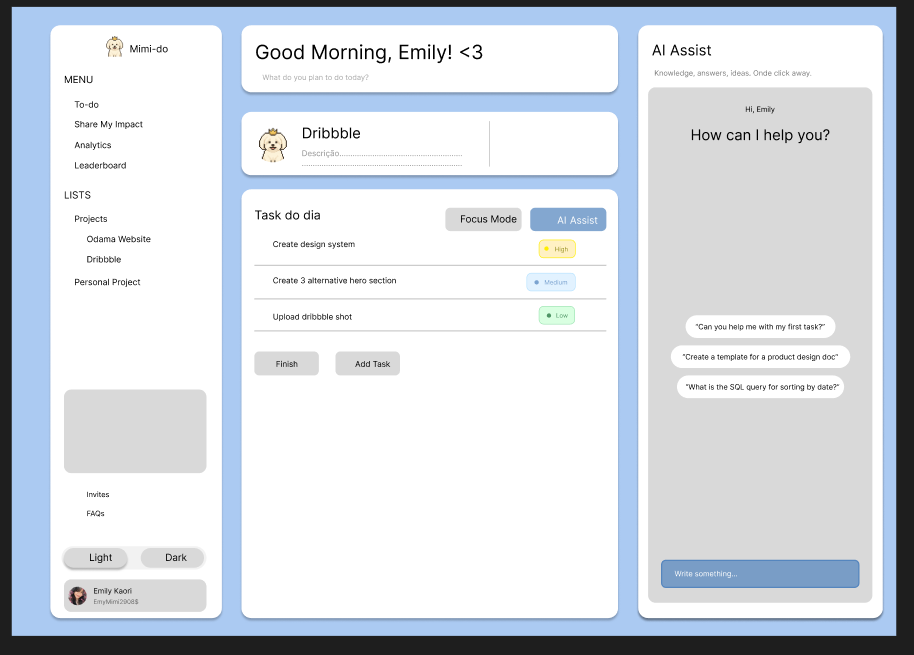 Mimi-do
MENU
To-do
Share My Impact
Analytics
Leaderboard
LISTS
Projects
Odama Website
Dribbble
Personal Project
Invites
FAQs
Light
Dark
Emily Kaori
EmyMimi2908$
Good Morning, Emily! <3
What do you plan to do today?
Dribbble
Descrição......................................................
......................................................................
Task do dia
Focus Mode
AI Assist
Create design system
High
Create 3 alternative hero section
Medium
Upload dribbble shot
Low
Finish
Add Task
AI Assist
Knowledge, answers, ideas. Onde click away.
Hi, Emily
How can I help you?
"Can you help me with my first task?"
"Create a template for a product design doc"
"What is the SQL query for sorting by date?"
Write something...